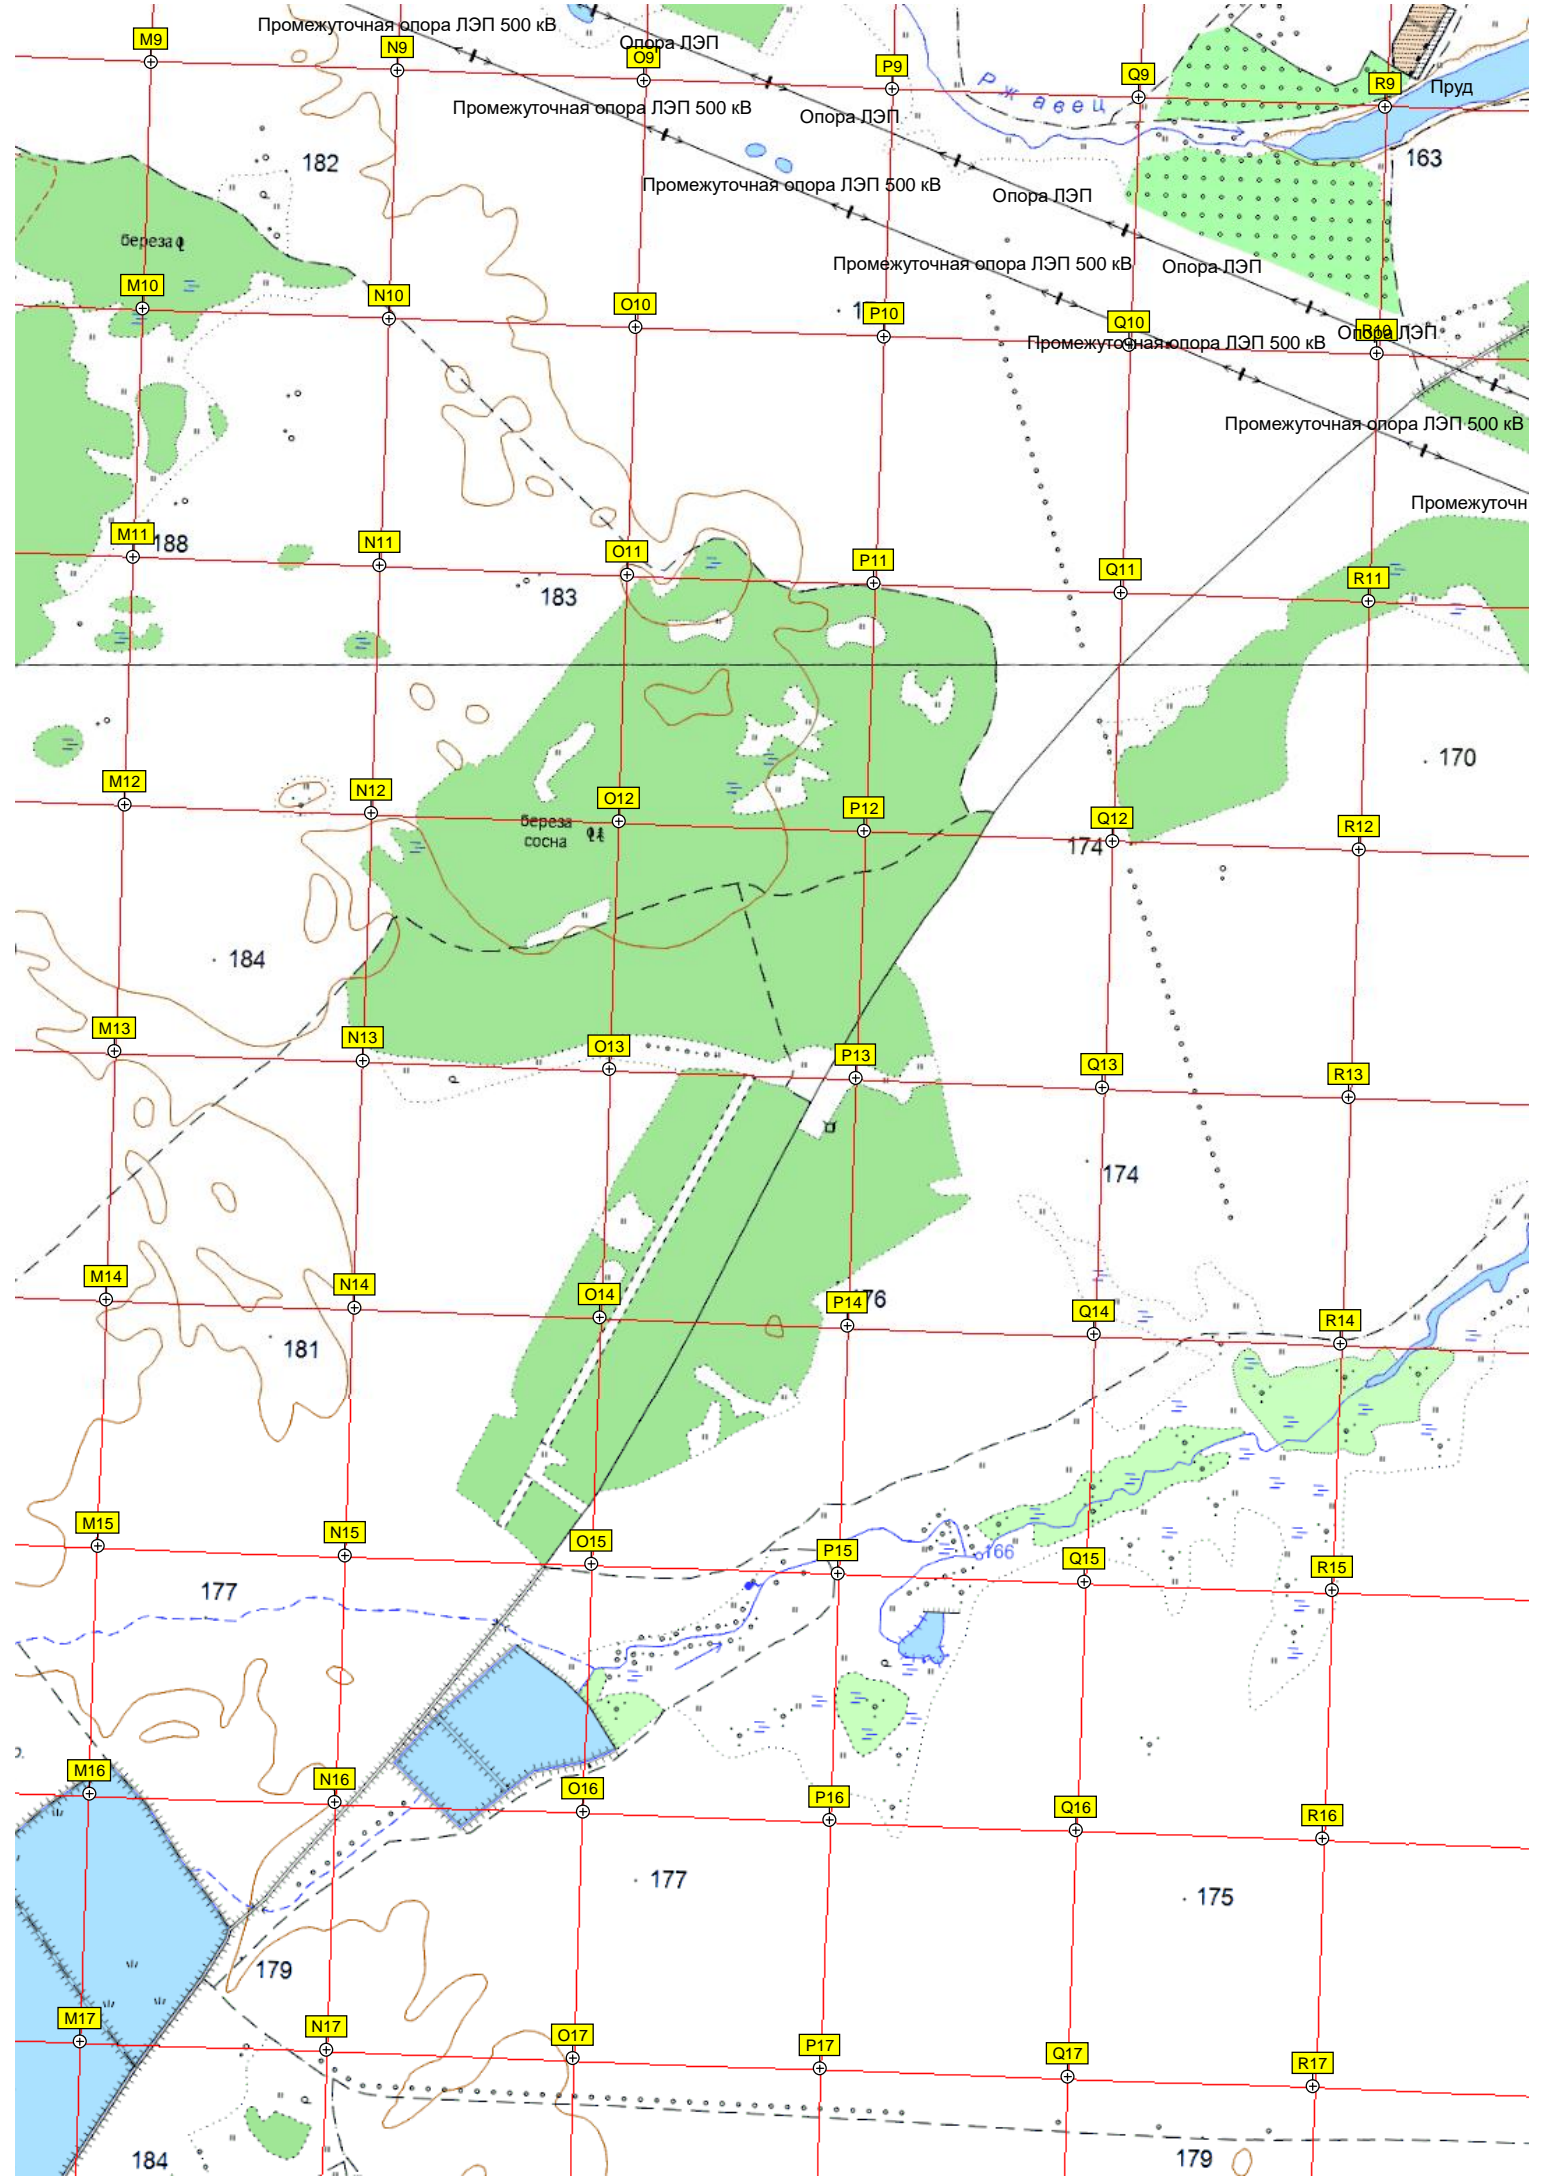 Промежуточная опора ЛЭП 500 кВ
Опора ЛЭП
M9
N9
O9
P9
Q9
R9
Пруд
Ржавец
Промежуточная опора ЛЭП 500 кВ
Опора ЛЭП
182
163
Промежуточная опора ЛЭП 500 кВ
Опора ЛЭП
береза
Промежуточная опора ЛЭП 500 кВ
Опора ЛЭП
M10
N10
O10
P10
Q10
R10
Опора ЛЭП
Промежуточная опора ЛЭП 500 кВ
Промежуточная опора ЛЭП 500 кВ
Промежуточн
M11
188
N11
O11
P11
Q11
R11
183
170
M12
N12
O12
P12
Q12
R12
береза
сосна
174
184
M13
N13
O13
P13
Q13
R13
174
M14
N14
O14
P14
76
Q14
R14
181
M15
N15
O15
P15
166
Q15
R15
177
M16
N16
O16
P16
Q16
R16
177
175
179
M17
N17
O17
P17
Q17
R17
184
179